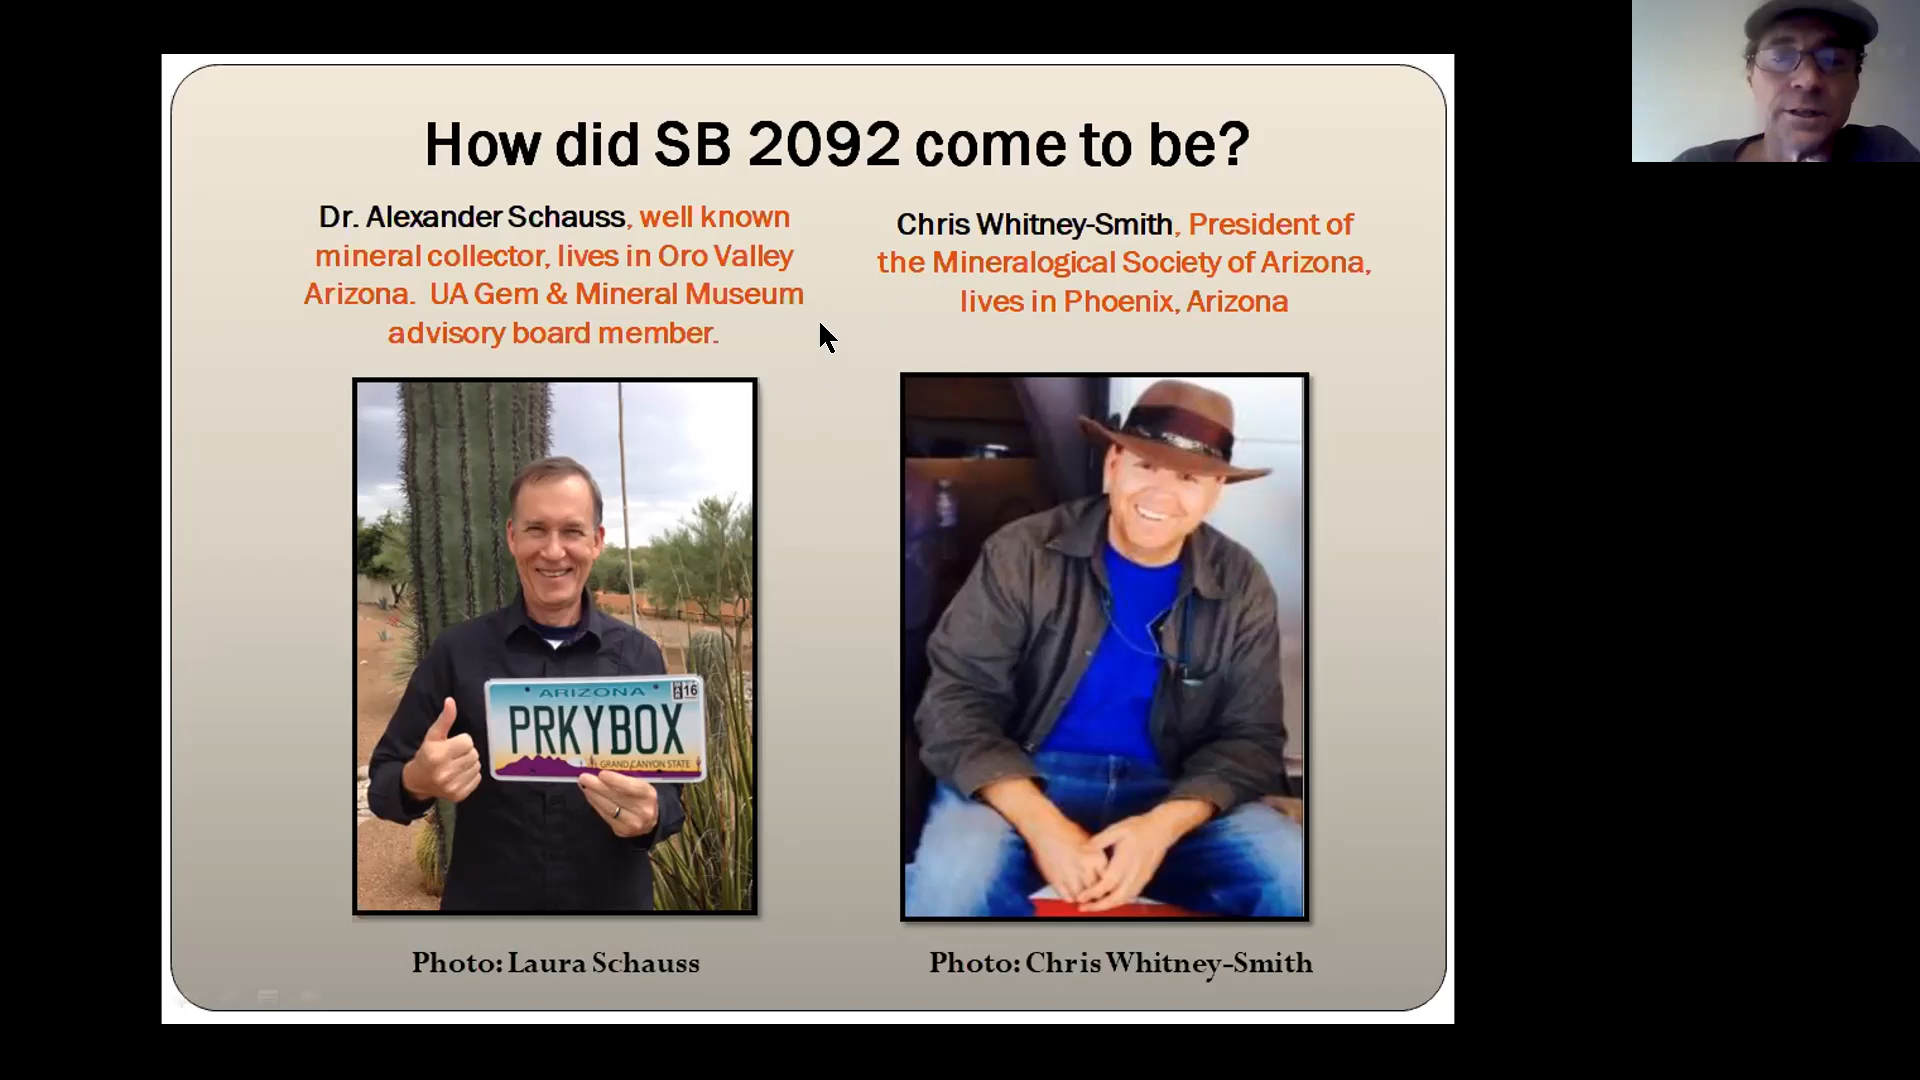 How did SB 2092 come to be?
Dr. Alexander Schauss, well known
mineral collector, lives in Oro Valley
Arizona.  UA Gem & Mineral Museum
advisory board member.
Chris Whitney-Smith, President of
the Mineralogical Society of Arizona,
lives in Phoenix, Arizona
ARIZONA
16
PRKYBOX
GRAND CANYON STATE
Photo: Laura Schauss
Photo: Chris Whitney-Smith